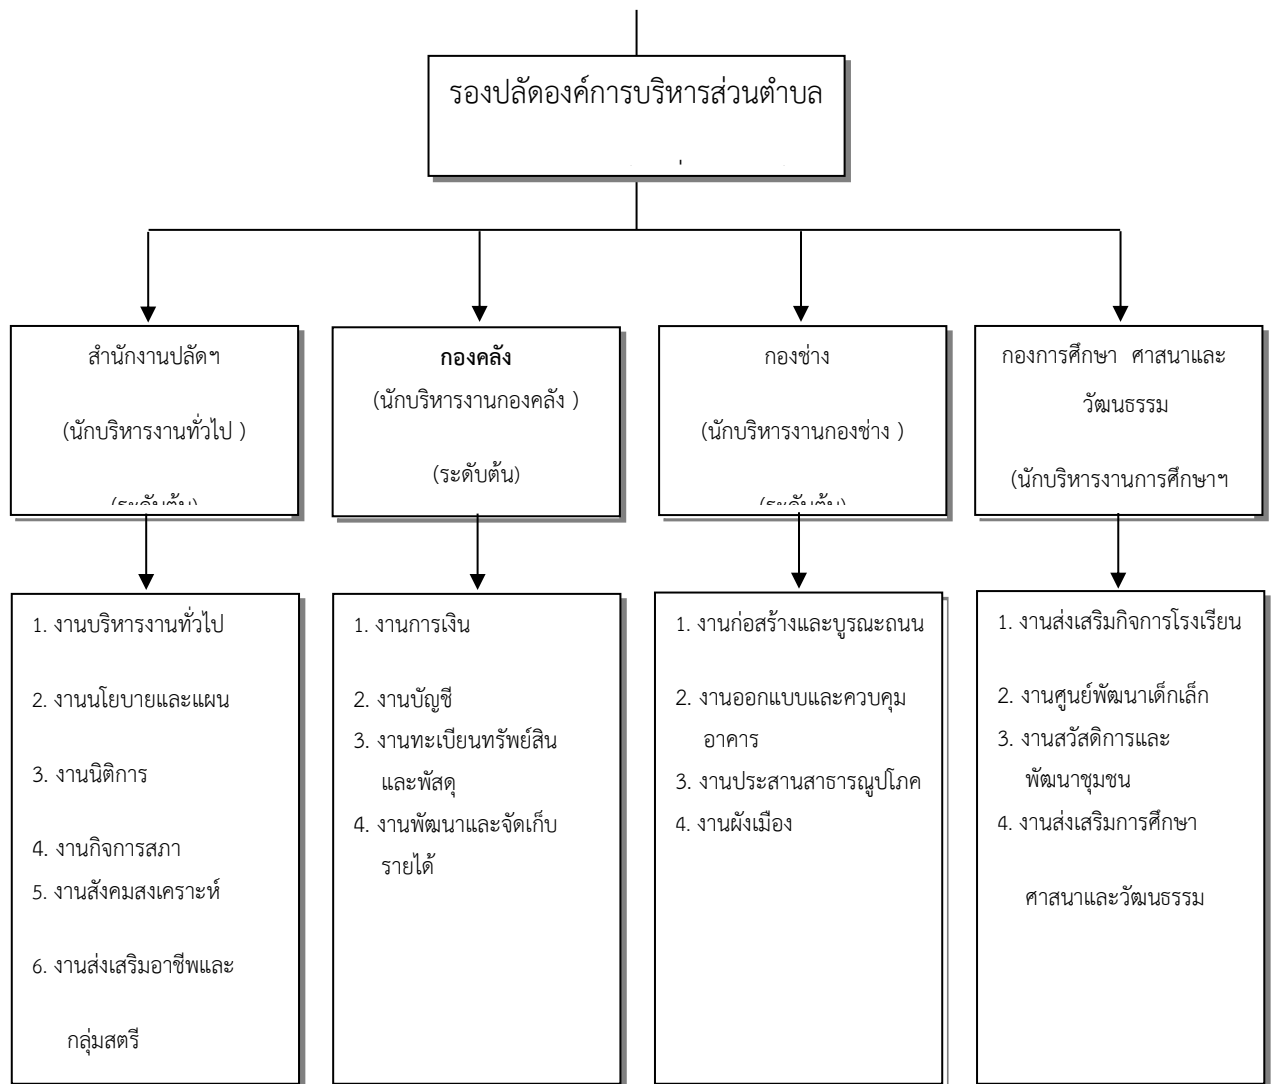 รองปลัดองค์การบริหารส่วนตำบล
สำนักงานปลัดฯ
(นักบริหารงานทั่วไป )
(ระดับต้น)
กองคลัง
(นักบริหารงานกองคลัง )
(ระดับต้น)
กองช่าง
(นักบริหารงานกองช่าง )
(ระดับต้น)
กองการศึกษา ศาสนาและ
วัฒนธรรม
(นักบริหารงานการศึกษาฯ
1. งานบริหารงานทั่วไป
2. งานนโยบายและแผน
3. งานนิติการ
4. งานกิจการสภา
5. งานสังคมสงเคราะห์
6. งานส่งเสริมอาชีพและ
กลุ่มสตรี
1. งานการเงิน
2. งานบัญชี
3. งานทะเบียนทรัพย์สิน
และพัสดุ
4. งานพัฒนาและจัดเก็บ
รายได้
1. งานก่อสร้างและบูรณะถนน
2. งานออกแบบและควบคุม
อาคาร
3. งานประสานสาธารณูปโภค
4. งานผังเมือง
1. งานส่งเสริมกิจการโรงเรียน
2. งานศูนย์พัฒนาเด็กเล็ก
3. งานสวัสดิการและ
พัฒนาชุมชน
4. งานส่งเสริมการศึกษา
ศาสนาและวัฒนธรรม